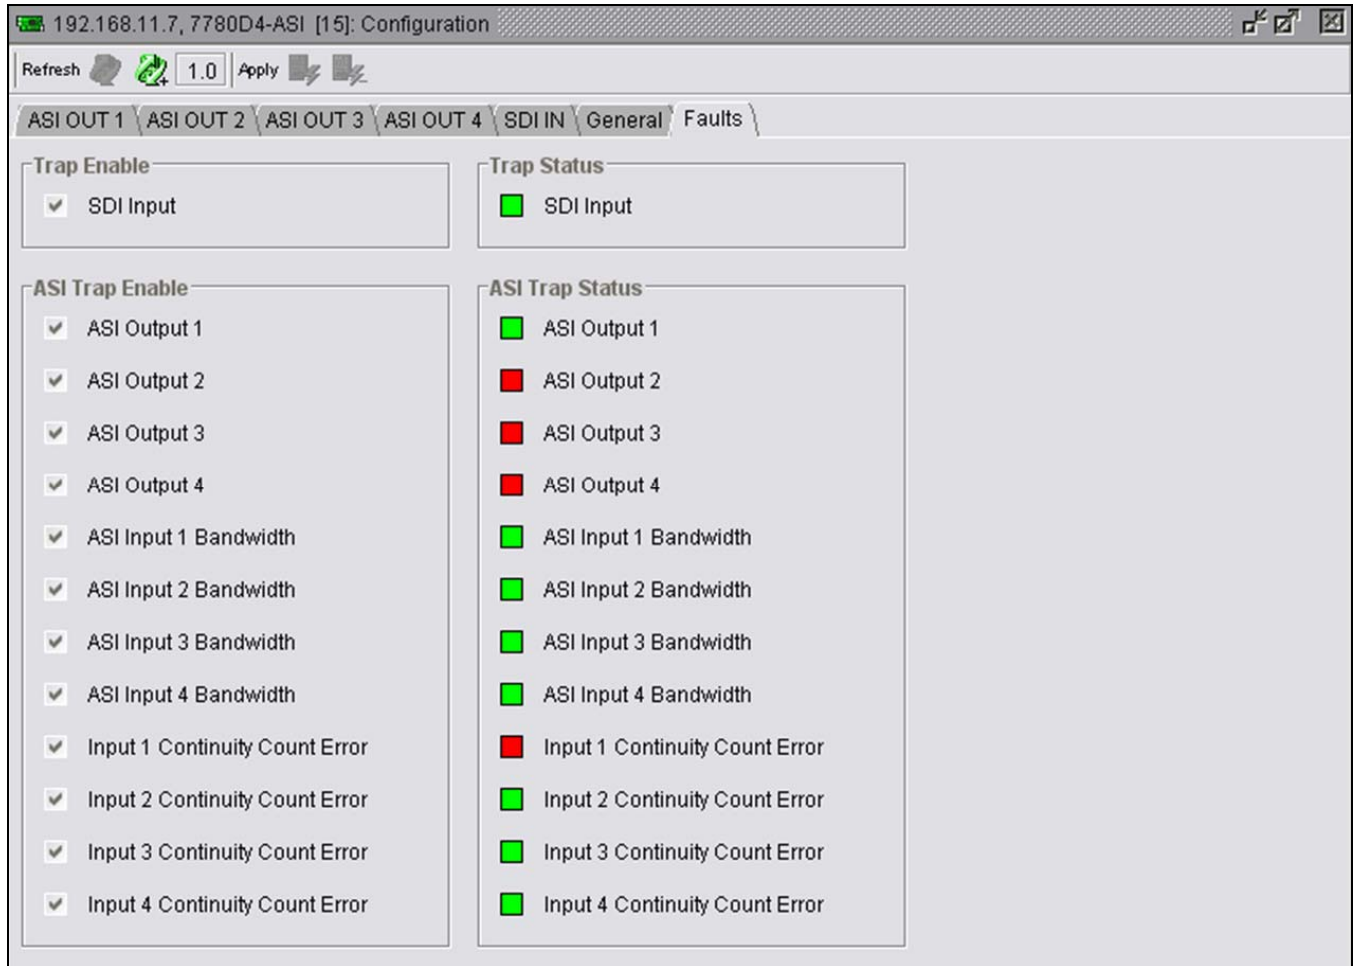 192.168.11.7, 7780D4-ASI [15]: Configuration
Refresh 1.0 Apply
ASI OUT 1 ASI OUT 2 ASI OUT 3 ASI OUT 4 SDI IN General Faults
Trap Enable
SDI Input
Trap Status
SDI Input
ASI Trap Enable
ASI Output 1
ASI Output 2
ASI Output 3
ASI Output 4
ASI Input 1 Bandwidth
ASI Input 2 Bandwidth
ASI Input 3 Bandwidth
ASI Input 4 Bandwidth
Input 1 Continuity Count Error
Input 2 Continuity Count Error
Input 3 Continuity Count Error
Input 4 Continuity Count Error
ASI Trap Status
ASI Output 1
ASI Output 2
ASI Output 3
ASI Output 4
ASI Input 1 Bandwidth
ASI Input 2 Bandwidth
ASI Input 3 Bandwidth
ASI Input 4 Bandwidth
Input 1 Continuity Count Error
Input 2 Continuity Count Error
Input 3 Continuity Count Error
Input 4 Continuity Count Error